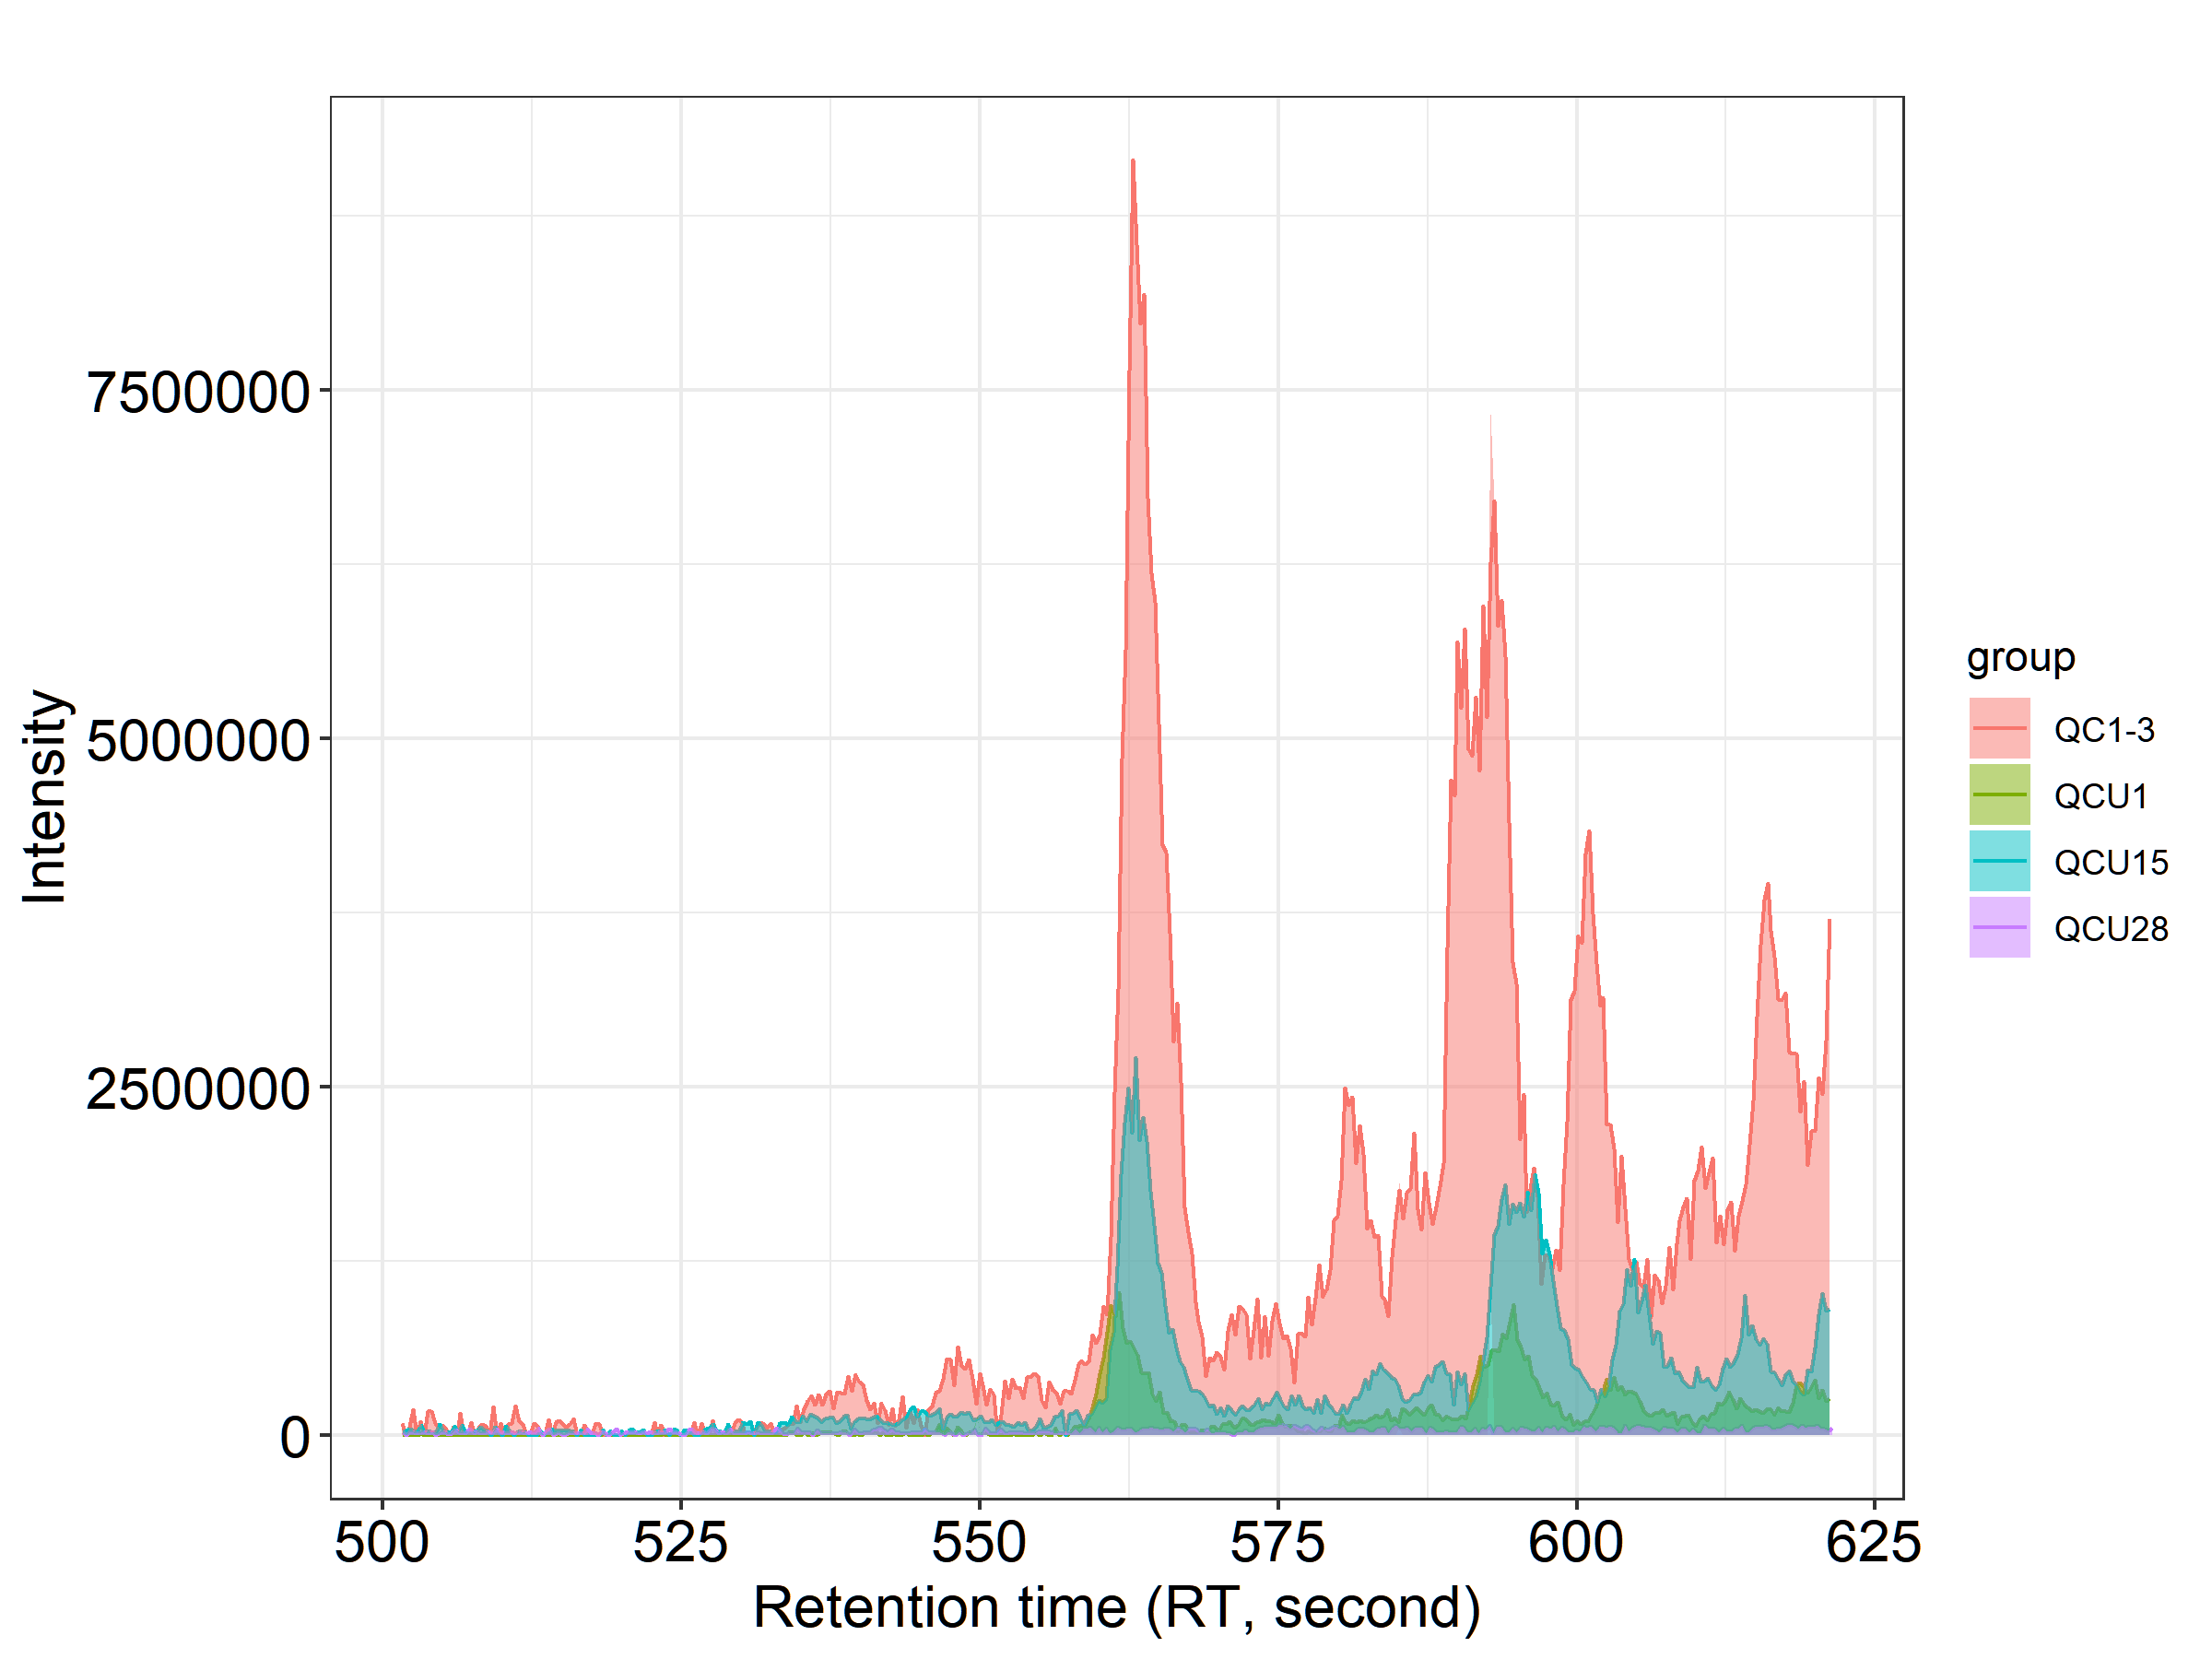 7500000
5000000
2500000
0
Intensity
500 525 550 575 600 625
Retention time (RT, second)
group
QC1-3
QCU1
QCU15
QCU28